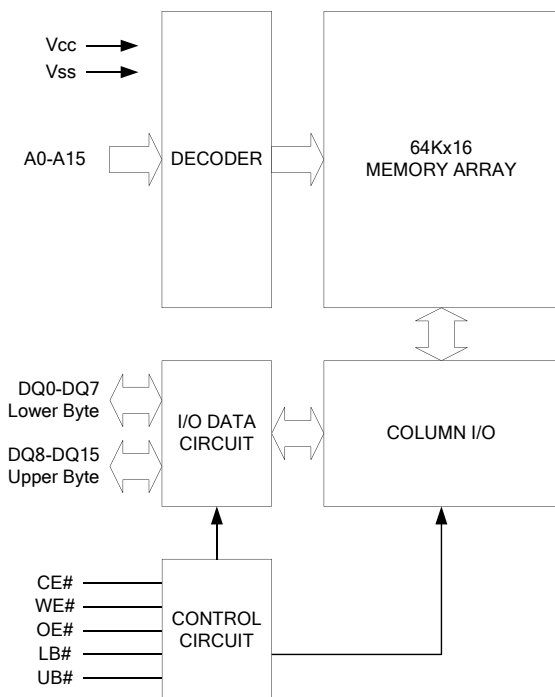 Vcc
Vss
A0-A15
DECODER
64Kx16
MEMORY ARRAY
DQ0-DQ7
Lower Byte
DQ8-DQ15
Upper Byte
I/O DATA
CIRCUIT
COLUMN I/O
CE#
WE#
OE#
LB#
UB#
CONTROL
CIRCUIT